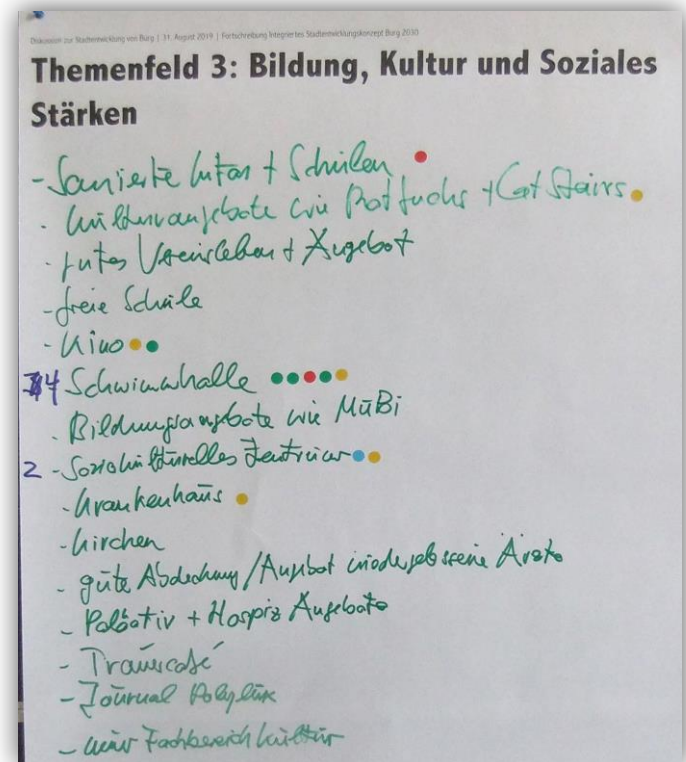 Diskussion zur Stadtentwicklung von Burg | 31. August 2019 | Fortschreibung Integriertes Stadtentwicklungskonzept Burg 2030
Themenfeld 3: Bildung, Kultur und Soziales
Stärken
- Sanierte Kitas + Schulen
- Kulturangebote wie Rotfuchs + Cat Stairs
- gutes Vereinsleben + Angebot
- freie Schule
- Kino
4 Schwimmhalle
- Bildungsangebote wie MüBi
2 - Soziokulturelles Zentrum
- Krankenhaus
- Kirchen
- gute Abdeckung / Angebot niedergelassene Ärzte
- Palliativ + Hospiz Angebote
- Trauercafé
- Journal Polylux
- Fachbereich Kultur